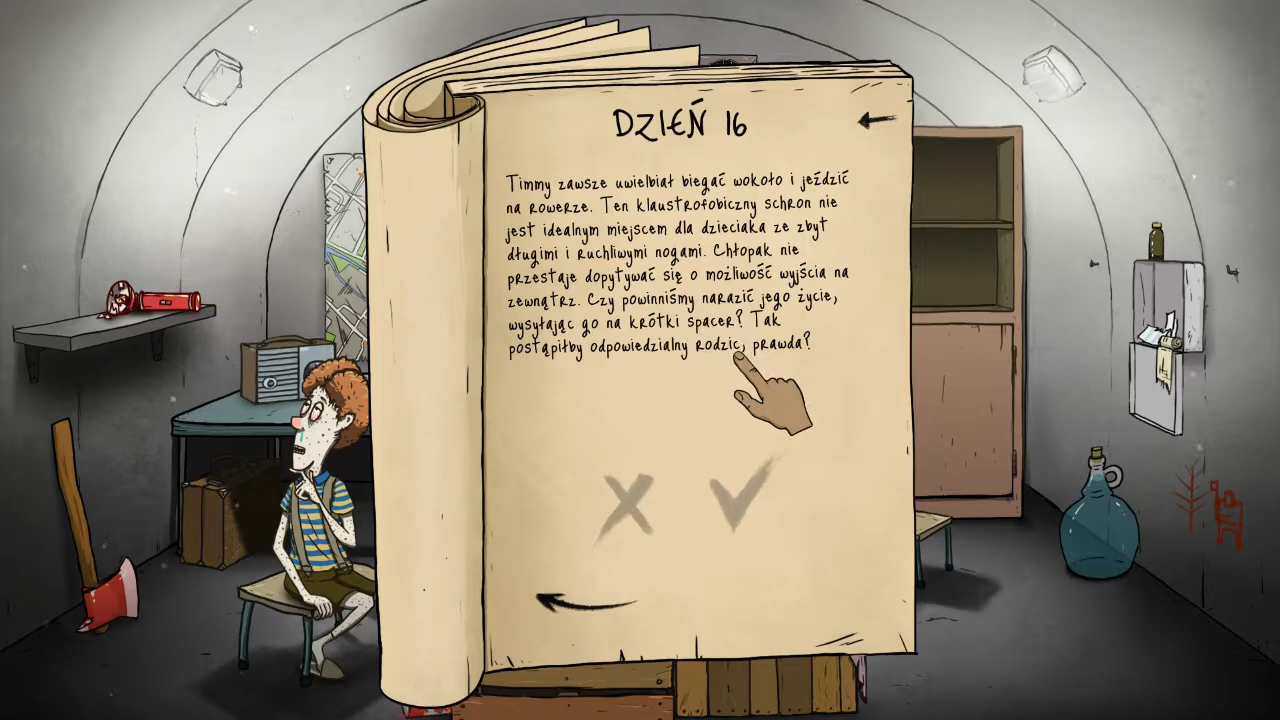 DZIEŃ 16
Timmy zawsze uwielbiał biegać wokoło i jeździć
na rowerze. Ten klaustrofobiczny schron nie
jest idealnym miejscem dla dzieciaka ze zbyt
długimi i ruchliwymi nogami. Chłopak nie
przestaje dopytywać się o możliwość wyjścia na
zewnątrz. Czy powinniśmy narazić jego życie,
wysyłając go na krótki spacer? Tak
postąpiłby odpowiedzialny rodzic, prawda?